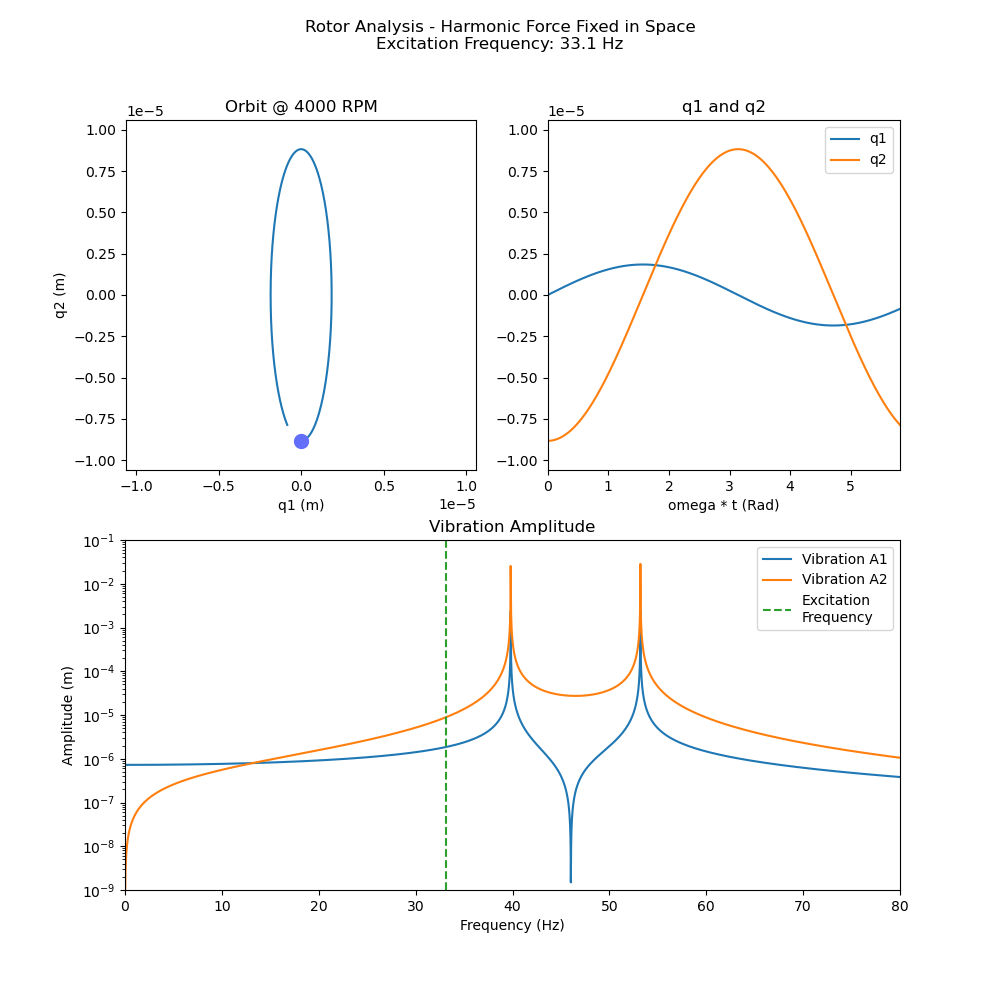 Rotor Analysis - Harmonic Force Fixed in Space
Excitation Frequency: 33.1 Hz
Orbit @ 4000 RPM
1e−5
1.00
0.75
0.50
0.25
0.00
−0.25
−0.50
−0.75
−1.00
q2 (m)
−1.0 −0.5 0.0 0.5 1.0
1e−5
q1 (m)
q1 and q2
1e−5
q1
q2
1.00
0.75
0.50
0.25
0.00
−0.25
−0.50
−0.75
−1.00
0 1 2 3 4 5
omega * t (Rad)
Vibration Amplitude
Vibration A1
Vibration A2
Excitation
Frequency
10⁻¹
10⁻²
10⁻³
10⁻⁴
10⁻⁵
10⁻⁶
10⁻⁷
10⁻⁸
10⁻⁹
Amplitude (m)
0 10 20 30 40 50 60 70 80
Frequency (Hz)